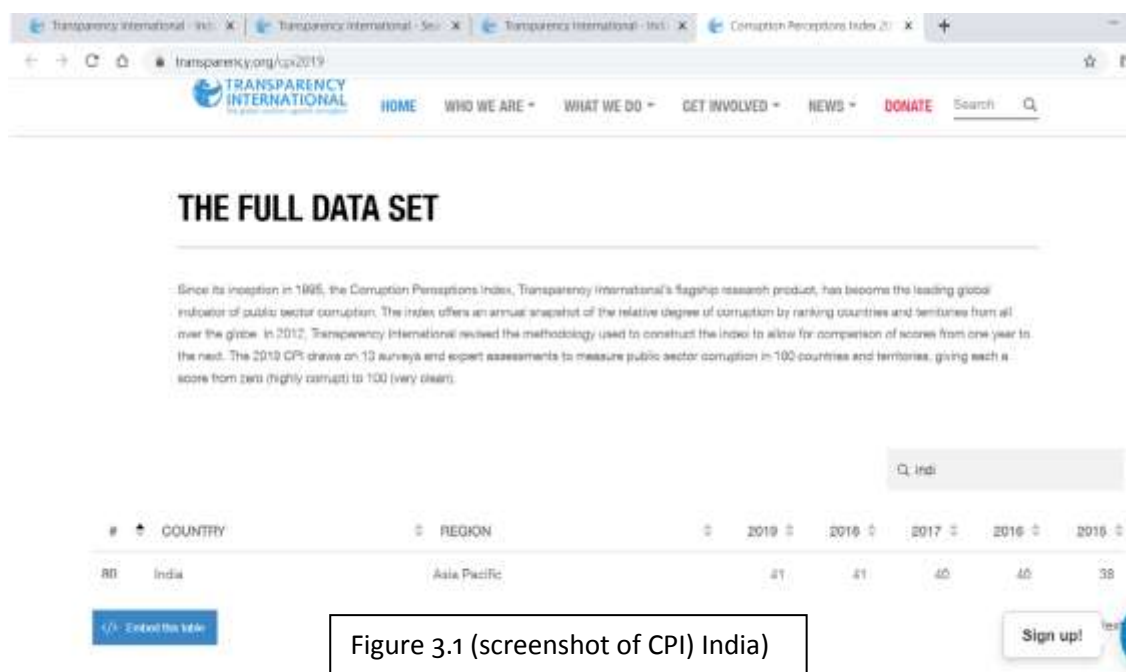 Transparency International - Indi
Transparency International - Sea
Transparency International - Indi
Corruption Perceptions Index 20
transparency.org/cpi2019
TRANSPARENCY
INTERNATIONAL
the global coalition against corruption
HOME WHO WE ARE WHAT WE DO GET INVOLVED NEWS DONATE Search
THE FULL DATA SET
Since its inception in 1995, the Corruption Perceptions Index, Transparency International's flagship research product, has become the leading global
indicator of public sector corruption. The index offers an annual snapshot of the relative degree of corruption by ranking countries and territories from all
over the globe. In 2012, Transparency International revised the methodology used to construct the index to allow for comparison of scores from one year to
the next. The 2019 CPI draws on 13 surveys and expert assessments to measure public sector corruption in 180 countries and territories, giving each a
score from zero (highly corrupt) to 100 (very clean).
indi
# COUNTRY REGION 2019 2018 2017 2016 2015
80 India Asia Pacific 41 41 40 40 38
</> Embed this table
Sign up!
Figure 3.1 (screenshot of CPI) India)